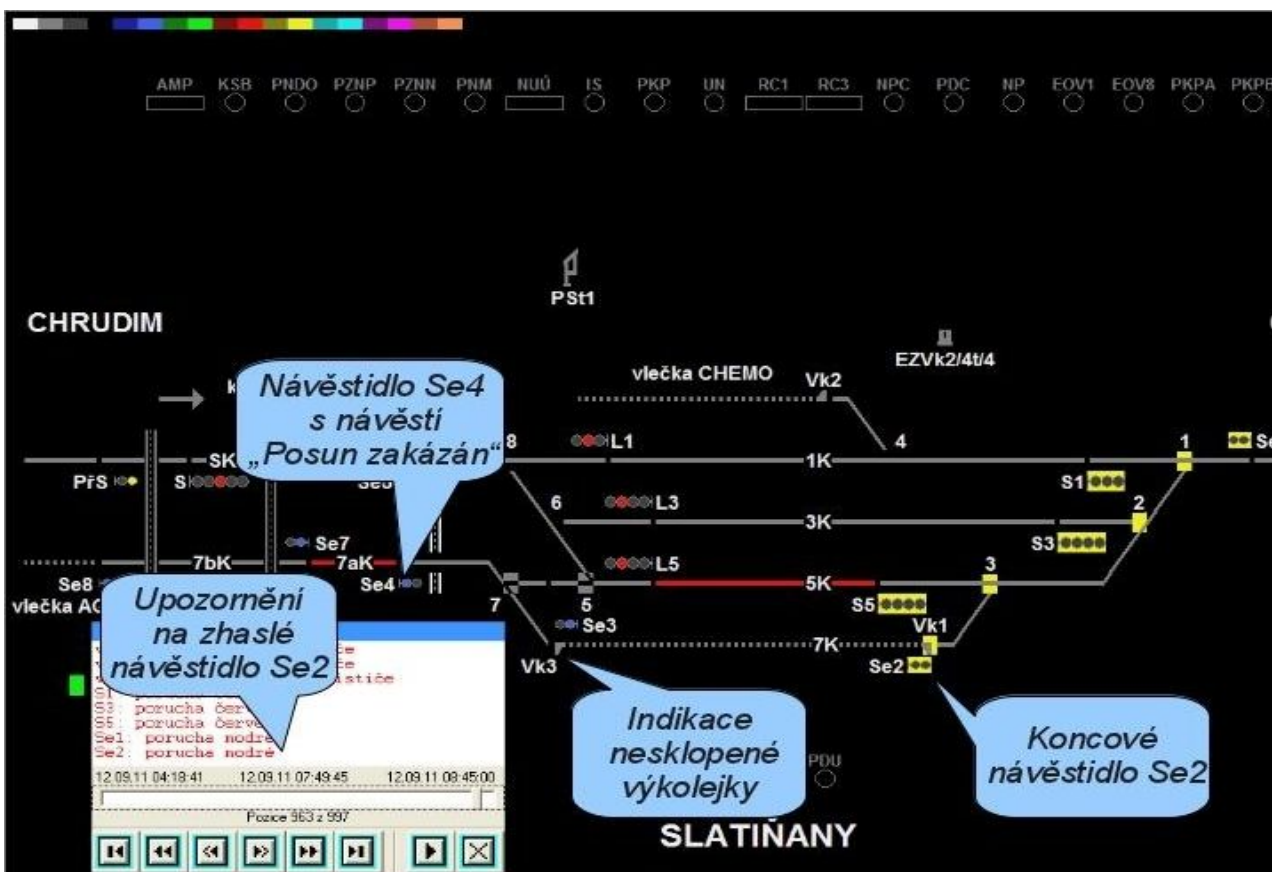 AMP KSB PNDO PZNP PZNN PNM NUÚ IS PKP UN RC1 RC3 NPC PDC NP EOV1 EOV8 PKPA PKPB
PSt1
CHRUDIM
EZVk2/4t/4
vlečka CHEMO Vk2
Návěstidlo Se4
s návěstí
„Posun zakázán“
8 L1 4 1 Se
SK 1K
PřS S S1
6 L3 3K 2
S3
Se7 L5 3
7bK 7aK 5K
Se8 Se4
vlečka
7 5 Se3 S5 Vk1
7K
Vk3 Se2
Upozornění
na zhaslé
návěstidlo Se2
S3: porucha
S5: porucha
Se1: porucha modré
Se2: porucha modré
12.09.11 04:18:41 12.09.11 07:49:45 12.09.11 08:45:00
Pozice 963 z 997
Indikace
nesklopené
výkolejky
Koncové
návěstidlo Se2
PDU
SLATIŇANY